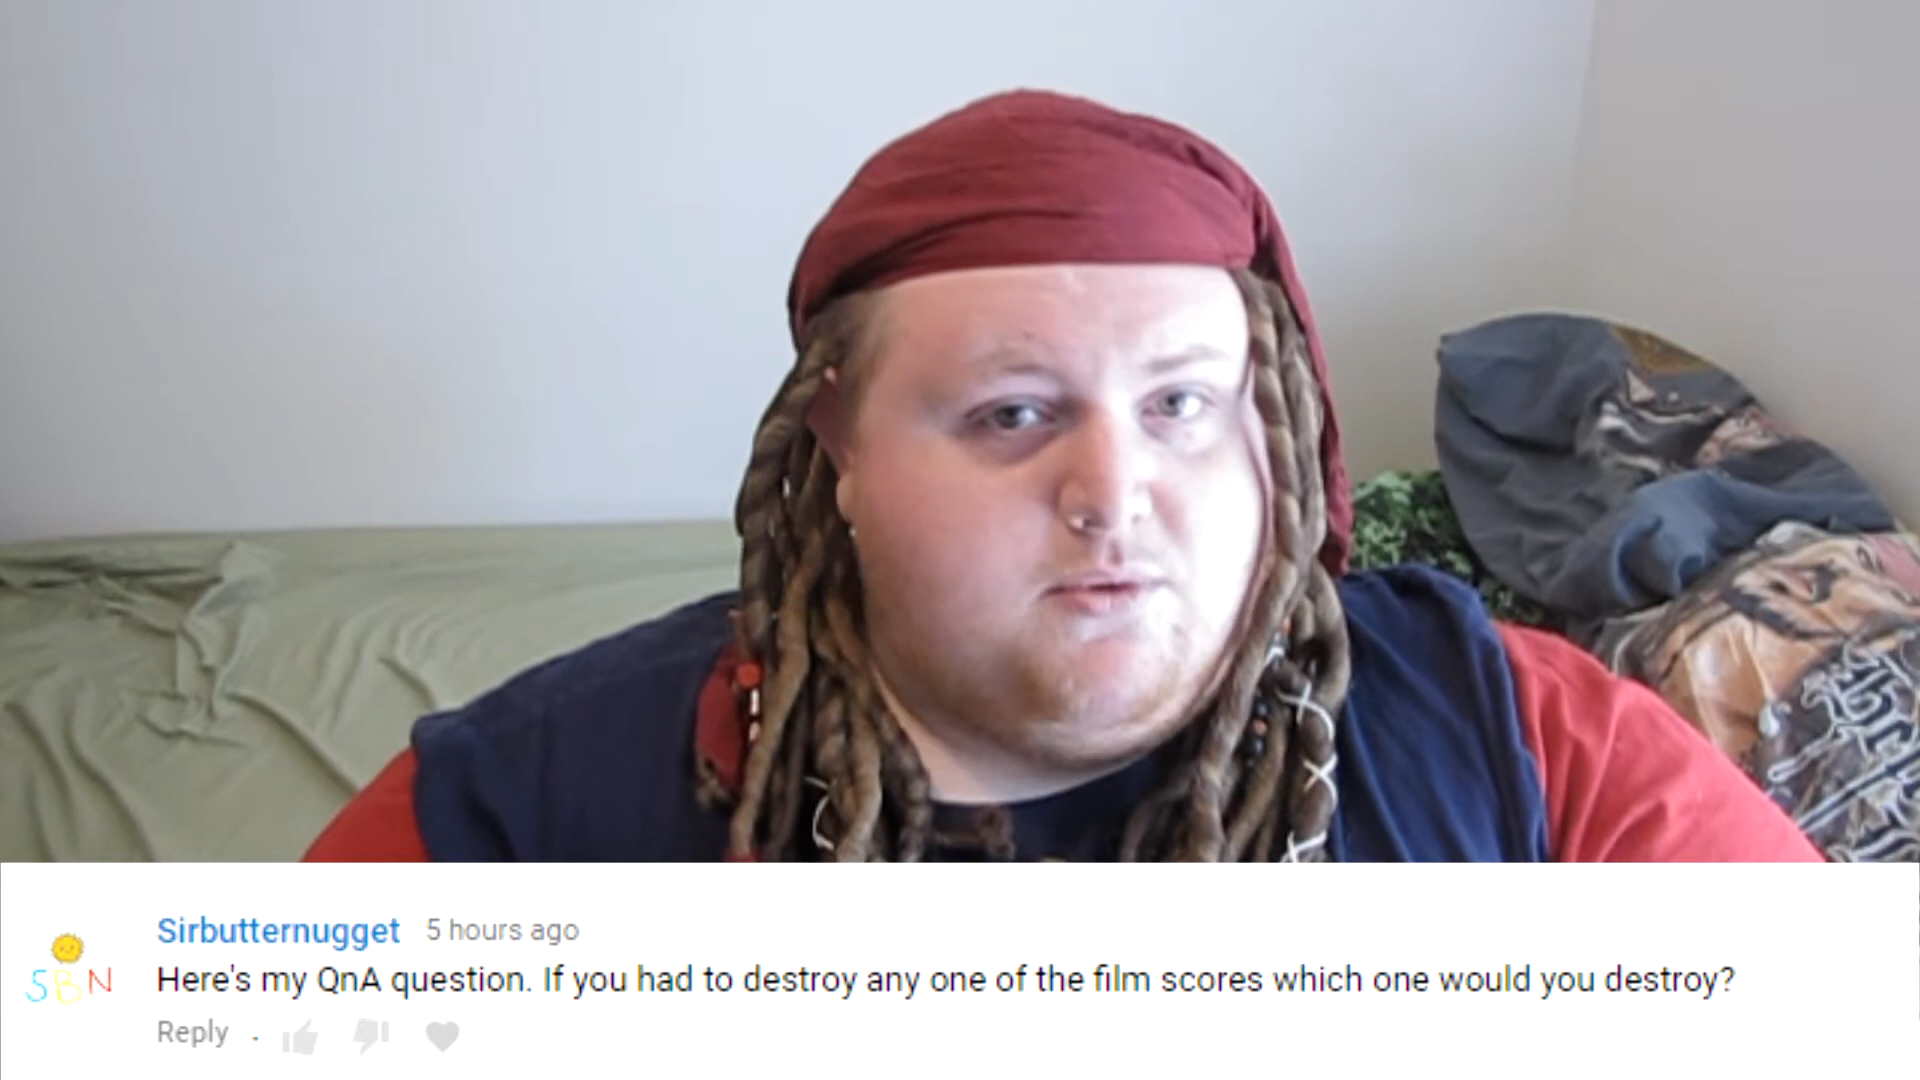 Sirbutternugget 5 hours ago
SBN
Here's my QnA question. If you had to destroy any one of the film scores which one would you destroy?
Reply .